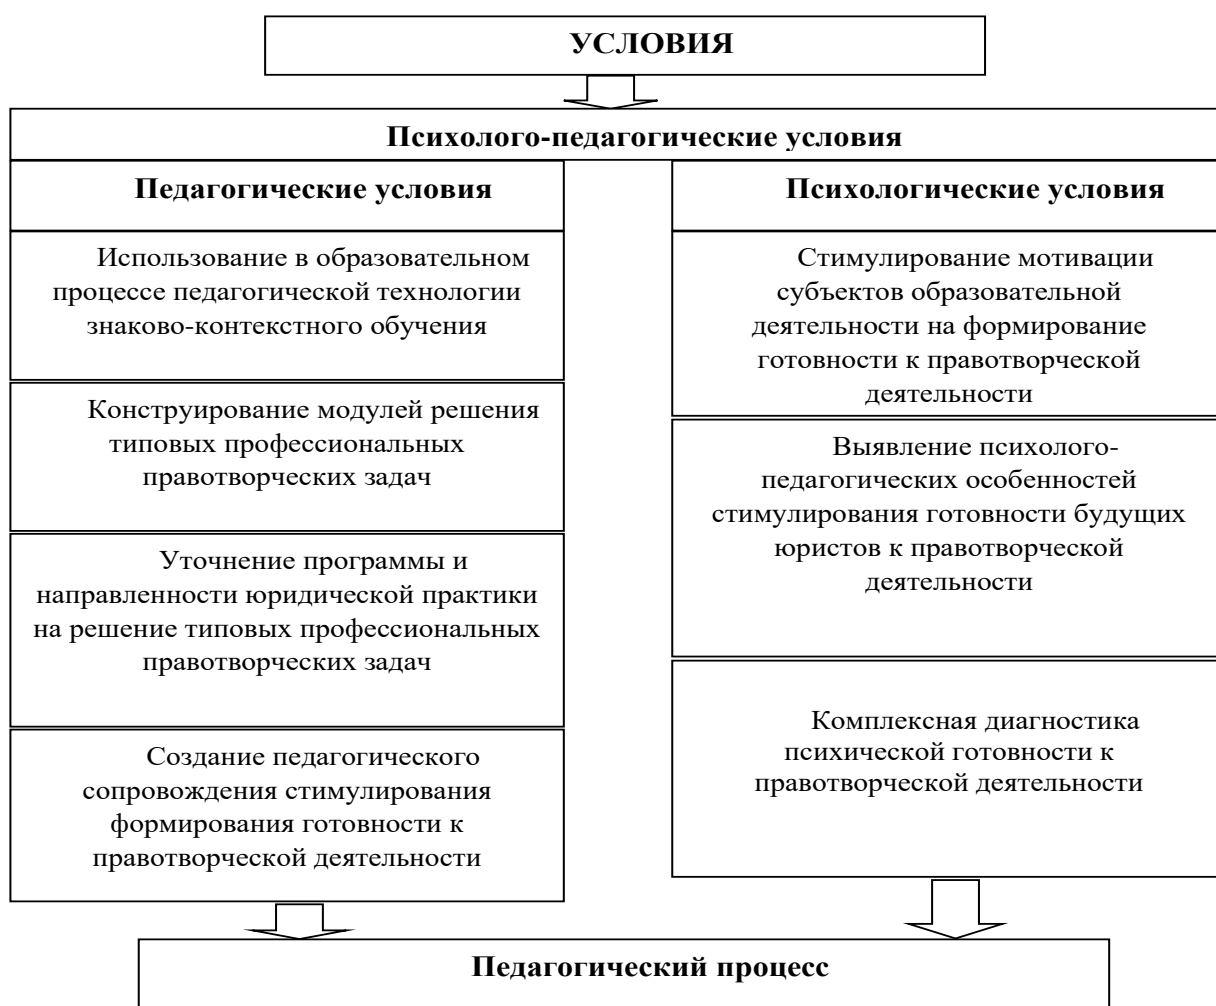 УСЛОВИЯ
Психолого-педагогические условия
Педагогические условия
Использование в образовательном
процессе педагогической технологии
знаково-контекстного обучения
Конструирование модулей решения
типовых профессиональных
правотворческих задач
Уточнение программы и
направленности юридической практики
на решение типовых профессиональных
правотворческих задач
Создание педагогического
сопровождения стимулирования
формирования готовности к
правотворческой деятельности
Психологические условия
Стимулирование мотивации
субъектов образовательной
деятельности на формирование
готовности к правотворческой
деятельности
Выявление психолого-
педагогических особенностей
стимулирования готовности будущих
юристов к правотворческой
деятельности
Комплексная диагностика
психической готовности к
правотворческой деятельности
Педагогический процесс